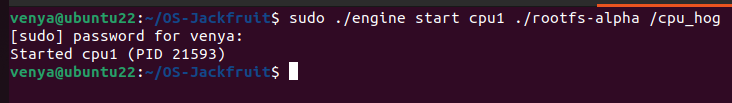 venya@ubuntu22:~/OS-Jackfruit$ sudo ./engine start cpu1 ./rootfs-alpha /cpu_hog
[sudo] password for venya:
Started cpu1 (PID 21593)
venya@ubuntu22:~/OS-Jackfruit$